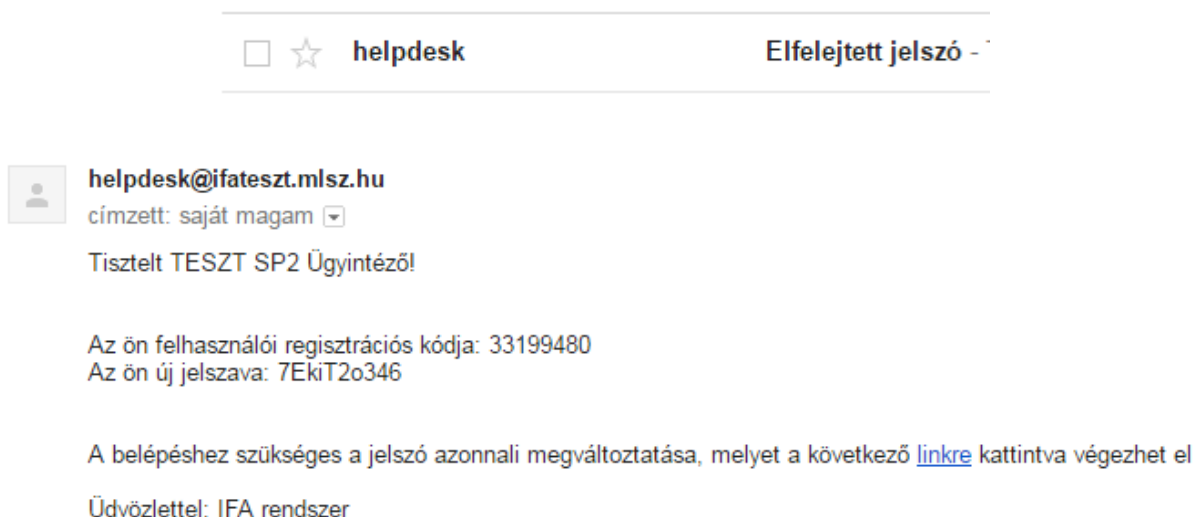 helpdesk Elfelejtett jelszó -
helpdesk@ifateszt.mlsz.hu
címzett: saját magam
Tisztelt TESZT SP2 Ügyintéző!
Az ön felhasználói regisztrációs kódja: 33199480
Az ön új jelszava: 7EkiT2o346
A belépéshez szükséges a jelszó azonnali megváltoztatása, melyet a következő linkre kattintva végezhet el
Üdvözlettel: IFA rendszer